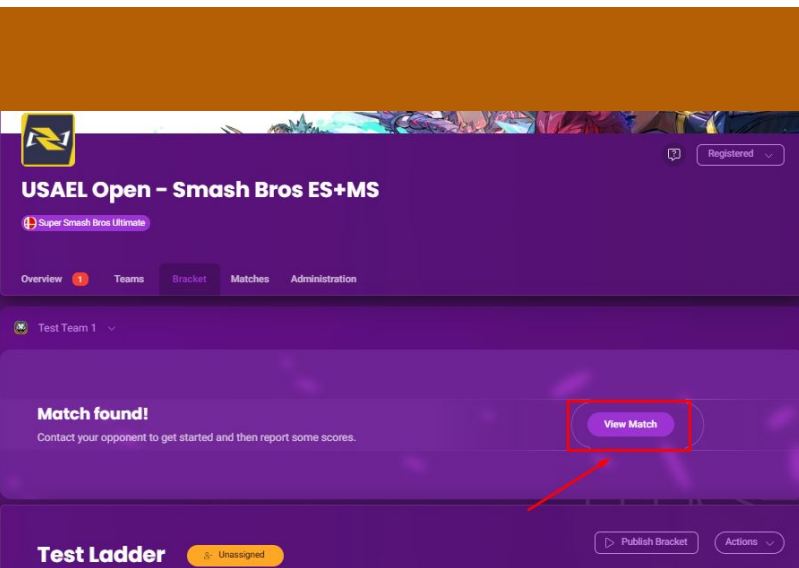 Registered
USAEL Open - Smash Bros ES+MS
Super Smash Bros Ultimate
Overview 1 Teams Bracket Matches Administration
Test Team 1
Match found!
Contact your opponent to get started and then report some scores.
View Match
Test Ladder Unassigned Publish Bracket Actions